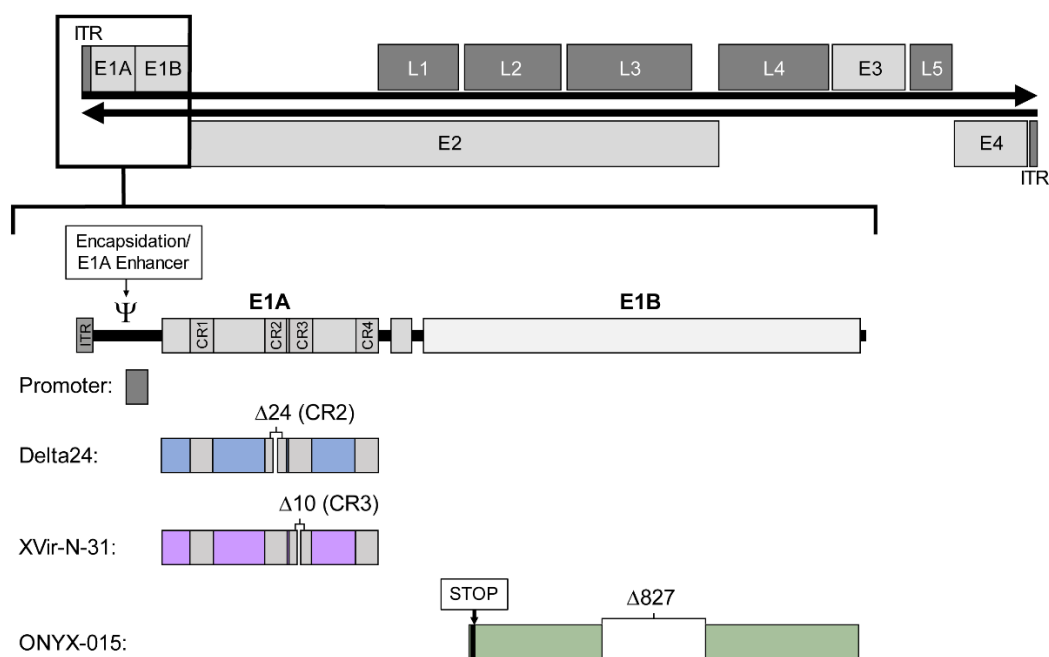 ITR
E1A E1B L1 L2 L3 L4 E3 L5
E2 E4
ITR
Encapsidation/
E1A Enhancer
Ψ
E1A E1B
ITR CR1 CR2 CR3 CR4
Promoter:
Δ24 (CR2)
Delta24:
Δ10 (CR3)
XVir-N-31:
STOP Δ827
ONYX-015: